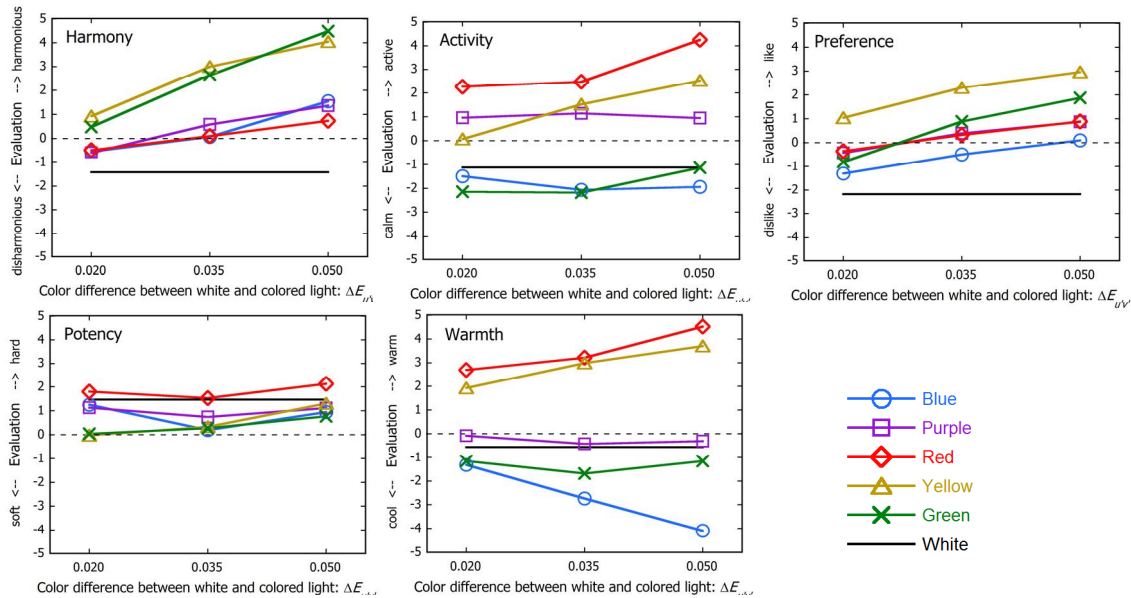 Harmony
disharmonious <-- Evaluation --> harmonious
5
4
3
2
1
0
-1
-2
-3
-4
-5
0.020 0.035 0.050
Color difference between white and colored light: ΔE
Activity
calm <-- Evaluation --> active
5
4
3
2
1
0
-1
-2
-3
-4
-5
0.020 0.035 0.050
Color difference between white and colored light: ΔE
Preference
dislike <-- Evaluation --> like
5
4
3
2
1
0
-1
-2
-3
-4
-5
0.020 0.035 0.050
Color difference between white and colored light: ΔE u'v'
Potency
soft <-- Evaluation --> hard
5
4
3
2
1
0
-1
-2
-3
-4
-5
0.020 0.035 0.050
Color difference between white and colored light: ΔE
Warmth
cool <-- Evaluation --> warm
5
4
3
2
1
0
-1
-2
-3
-4
-5
0.020 0.035 0.050
Color difference between white and colored light: ΔE
Blue
Purple
Red
Yellow
Green
White